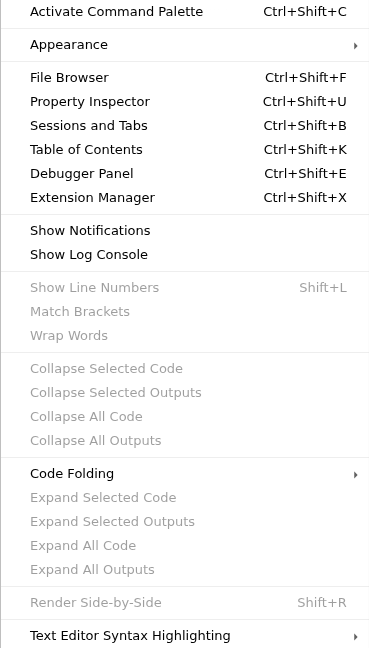 Activate Command Palette Ctrl+Shift+C
Appearance
File Browser Ctrl+Shift+F
Property Inspector Ctrl+Shift+U
Sessions and Tabs Ctrl+Shift+B
Table of Contents Ctrl+Shift+K
Debugger Panel Ctrl+Shift+E
Extension Manager Ctrl+Shift+X
Show Notifications
Show Log Console
Show Line Numbers Shift+L
Match Brackets
Wrap Words
Collapse Selected Code
Collapse Selected Outputs
Collapse All Code
Collapse All Outputs
Code Folding
Expand Selected Code
Expand Selected Outputs
Expand All Code
Expand All Outputs
Render Side-by-Side Shift+R
Text Editor Syntax Highlighting